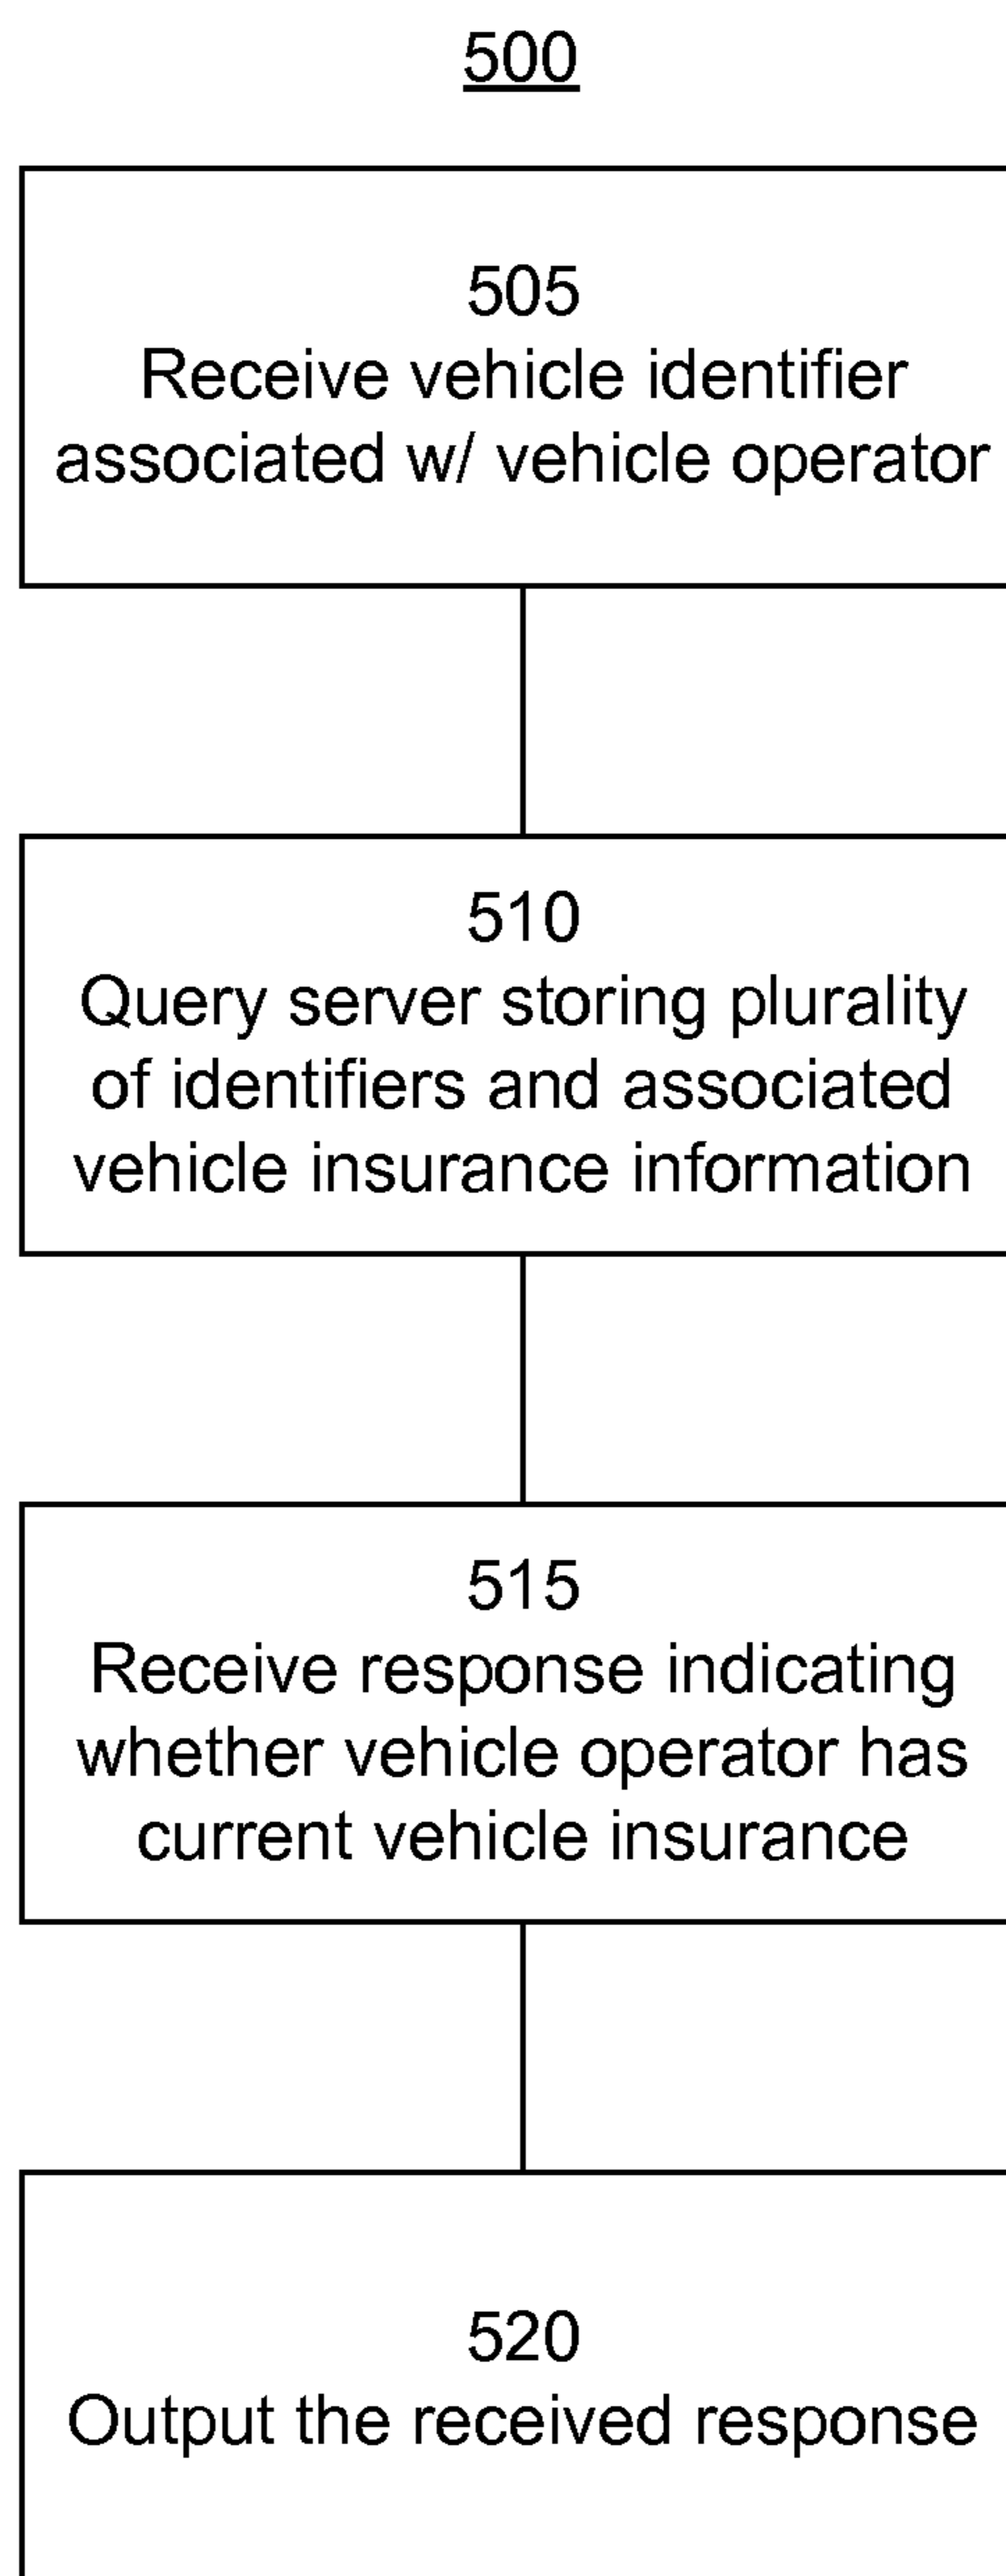 500
505
Receive vehicle identifier
associated w/ vehicle operator
510
Query server storing plurality
of identifiers and associated
vehicle insurance information
515
Receive response indicating
whether vehicle operator has
current vehicle insurance
520
Output the received response